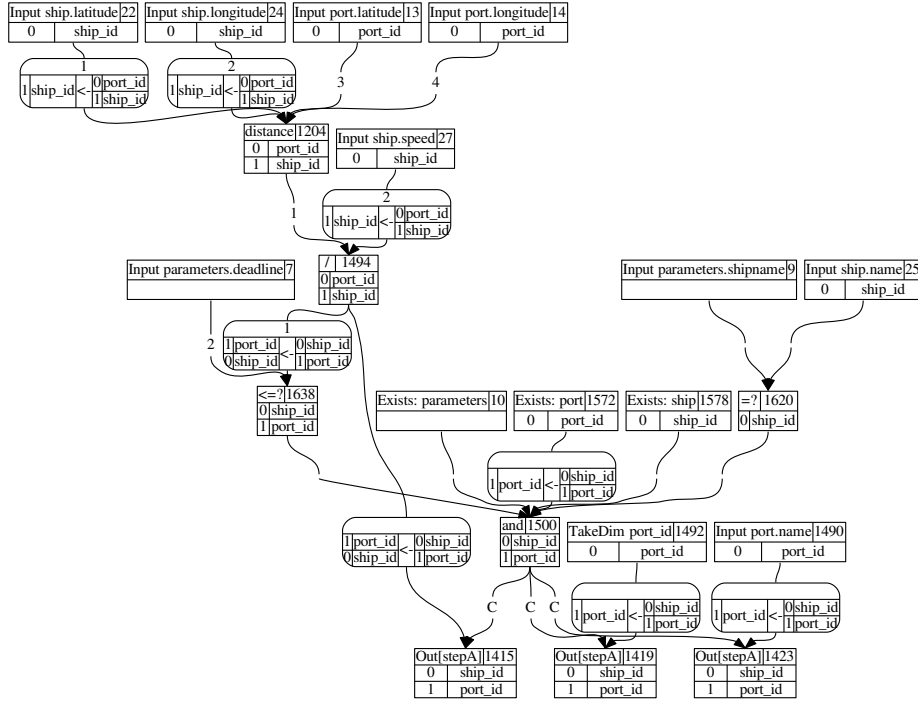 Input ship.latitude 22 Input ship.longitude 24 Input port.latitude 13 Input port.longitude 14
0 ship_id 0 ship_id 0 port_id 0 port_id
1 2
1 ship_id <- 0 port_id 1 ship_id <- 0 port_id 3 4
1 ship_id 1 ship_id
distance 1204 Input ship.speed 27
0 port_id 0 ship_id
1 ship_id
2
1 1 ship_id <- 0 port_id
1 ship_id
/ 1494
0 port_id
1 ship_id
Input parameters.deadline 7 Input parameters.shipname 9 Input ship.name 25
0 ship_id
1
2 1 port_id <- 0 ship_id
0 ship_id 1 port_id
<=? 1638
0 ship_id
1 port_id
Exists: parameters 10 Exists: port 1572 Exists: ship 1578 =? 1620
0 port_id 0 ship_id 0 ship_id
1 port_id <- 0 ship_id
1 port_id
1 port_id <- 0 ship_id
0 ship_id 1 port_id
and 1500 TakeDim port_id 1492 Input port.name 1490
0 ship_id 0 port_id 0 port_id
1 port_id
C C C
1 port_id <- 0 ship_id 1 port_id <- 0 ship_id
1 port_id 1 port_id
Out[stepA] 1415 Out[stepA] 1419 Out[stepA] 1423
0 ship_id 0 ship_id 0 ship_id
1 port_id 1 port_id 1 port_id